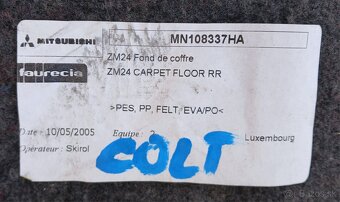 MITSUBISHI MN108337HA
faurecia
ZM24 Fond de coffre
ZM24 CARPET FLOOR RR
>PES, PP, FELT, EVA/PO<
Date : 10/05/2005 Equipe : 2 Luxembourg
Opérateur : Skirol
COLT